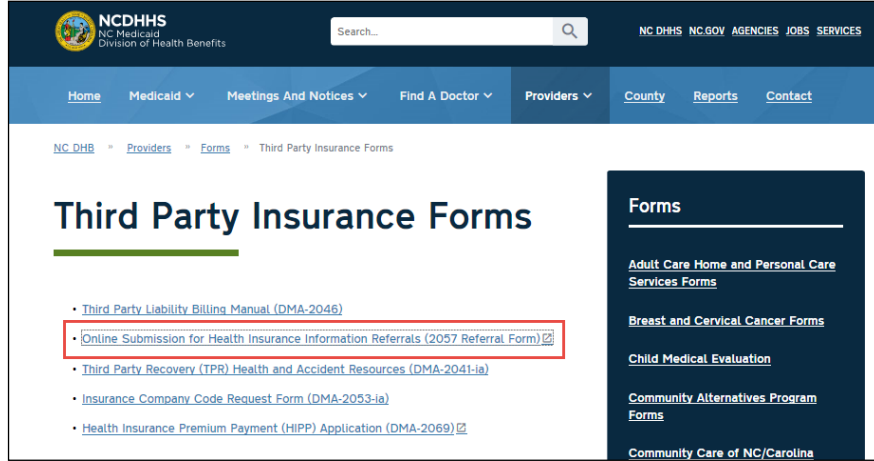 NCDHHS
NC Medicaid
Division of Health Benefits
Search...
NC DHHS NC.GOV AGENCIES JOBS SERVICES
Home Medicaid Meetings And Notices Find A Doctor Providers County Reports Contact
NC DHB » Providers » Forms » Third Party Insurance Forms
Third Party Insurance Forms
• Third Party Liability Billing Manual (DMA-2046)
• Online Submission for Health Insurance Information Referrals (2057 Referral Form)
• Third Party Recovery (TPR) Health and Accident Resources (DMA-2041-ia)
• Insurance Company Code Request Form (DMA-2053-ia)
• Health Insurance Premium Payment (HIPP) Application (DMA-2069)
Forms
Adult Care Home and Personal Care
Services Forms
Breast and Cervical Cancer Forms
Child Medical Evaluation
Community Alternatives Program
Forms
Community Care of NC/Carolina